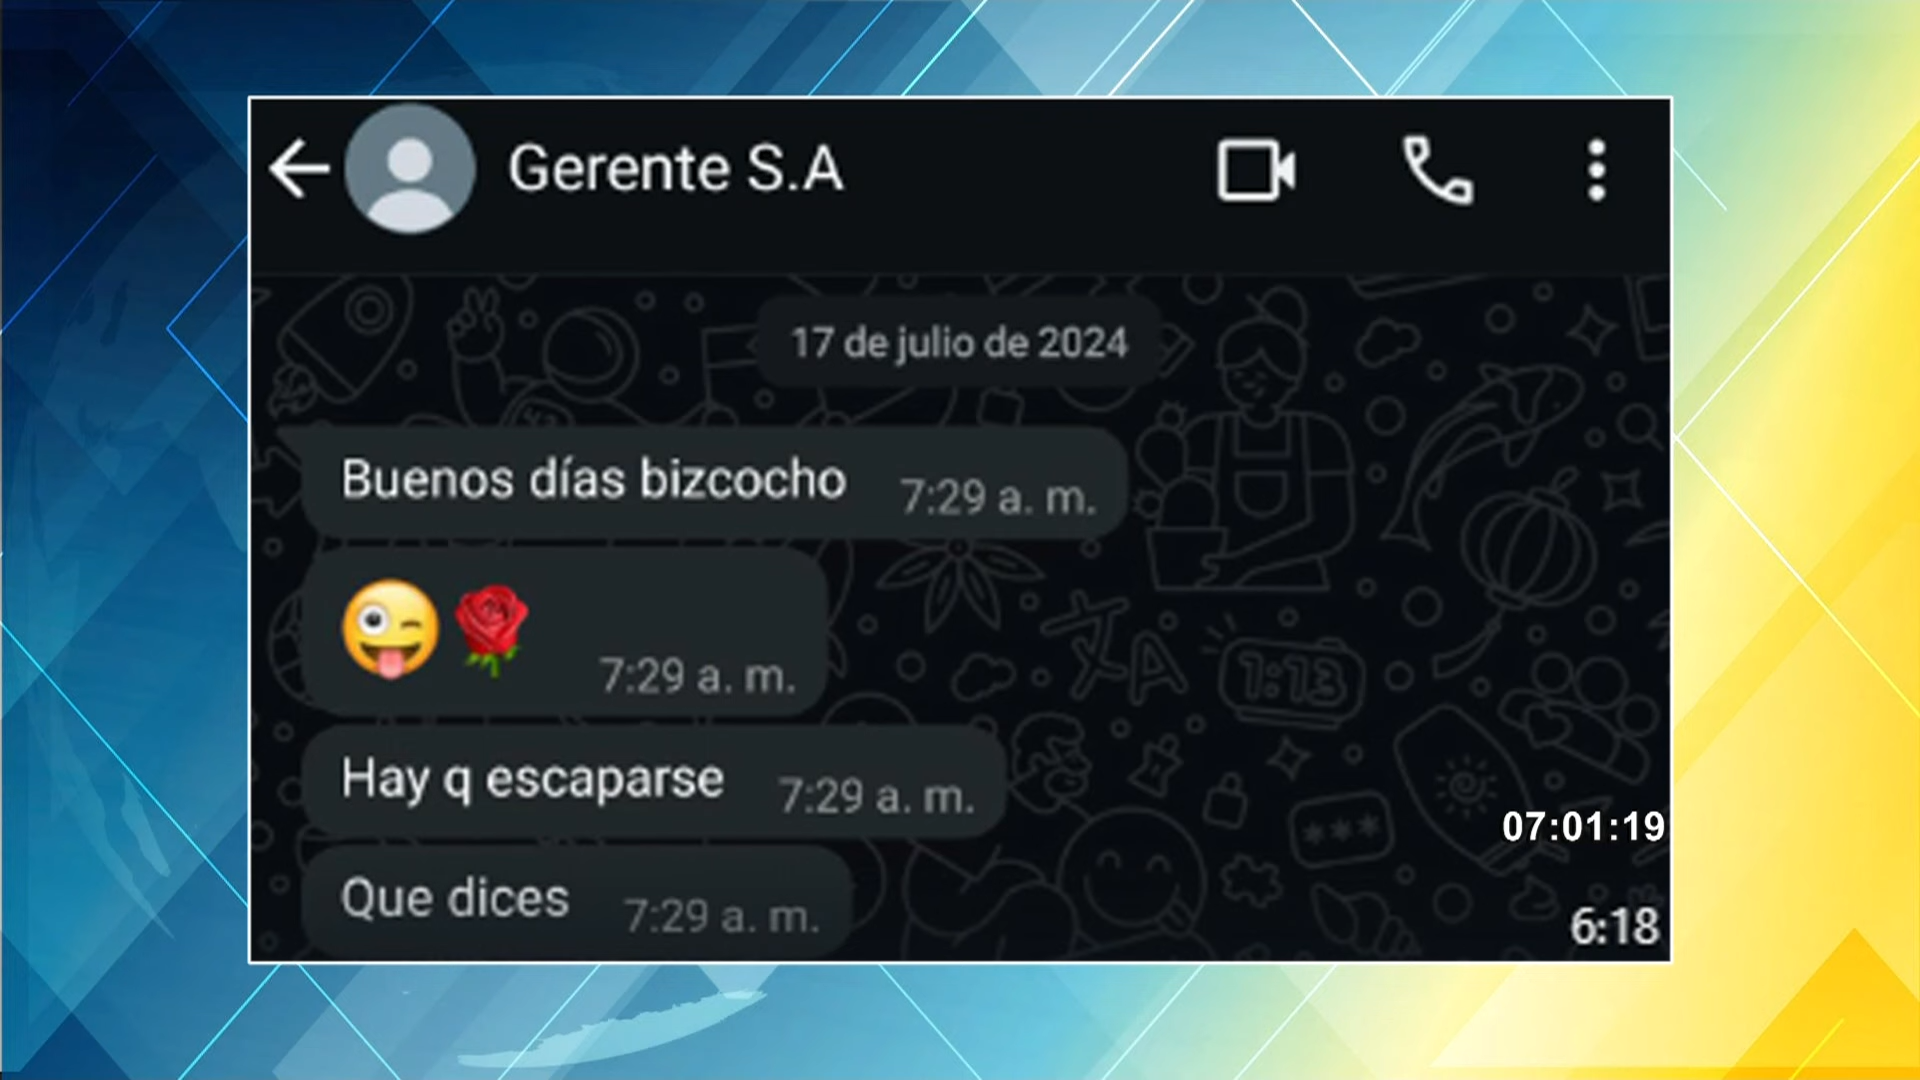 Gerente S.A
17 de julio de 2024
Buenos días bizcocho 7:29 a. m.
😜🌹 7:29 a. m.
Hay q escaparse 7:29 a. m.
07:01:19
Que dices 7:29 a. m.
6:18